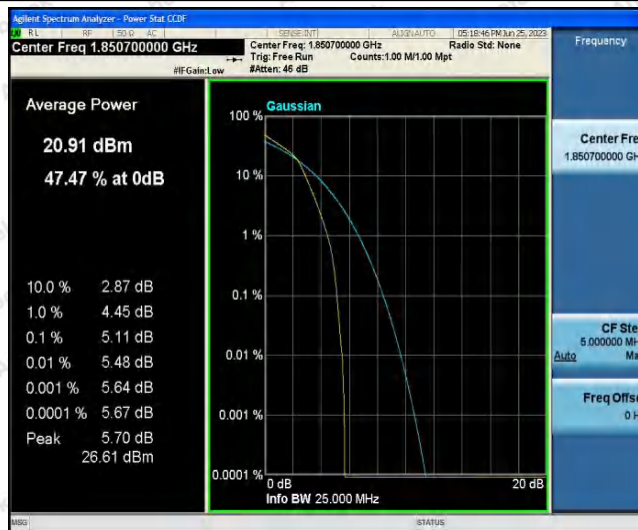 Agilent Spectrum Analyzer - Power Stat CCDF
RL RF 50 Ω AC SENSE:INT ALIGN AUTO 05:18:46 PM Jun 25, 2023
Center Freq 1.850700000 GHz
Center Freq: 1.850700000 GHz Radio Std: None
Trig: Free Run Counts:1.00 M/1.00 Mpt
#IFGain:Low #Atten: 46 dB
Frequency
Average Power
20.91 dBm
47.47 % at 0dB
10.0 % 2.87 dB
1.0 % 4.45 dB
0.1 % 5.11 dB
0.01 % 5.48 dB
0.001 % 5.64 dB
0.0001 % 5.67 dB
Peak 5.70 dB
26.61 dBm
Gaussian
100 %
10 %
1 %
0.1 %
0.01 %
0.001 %
0.0001 %
0 dB 20 dB
Info BW 25.000 MHz
Center Fre
1.850700000 GH
CF Ste
5.000000 MH
Auto Ma
Freq Offs
0 H
MSG STATUS